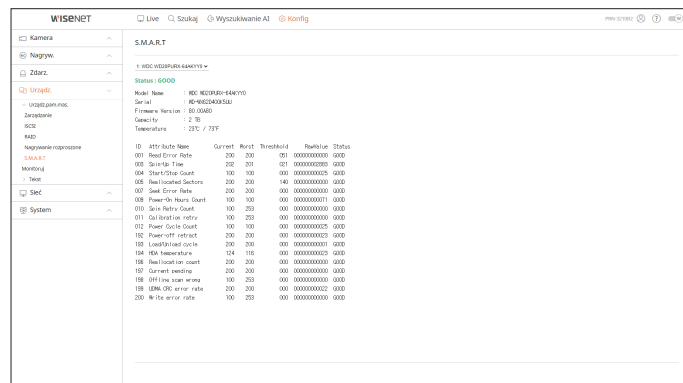 WISENET
Live Szukaj Wyszukiwanie AI Konfig
Kamera
Nagryw.
Zdarz.
Urządz.
Urządz.pam.mas.
Zarządzanie
iSCSI
RAID
Nagrywanie rozproszone
S.M.A.R.T
Monitoruj
Tekst
Sieć
System
S.M.A.R.T
1: WDC WD20PURX-64AKYY0
Status : GOOD
Model Name : WDC WD20PURX-64AKYY0
Serial :
Firmware Version : 80.00A80
Capacity : 2 TB
Temperature : 23℃ / 73℉
ID Attribute Name Current Worst Threshold RawValue Status
001 Read Error Rate 200 200 051 000000000000 GOOD
003 Spin-Up Time 202 201 021 000000002883 GOOD
004 Start/Stop Count 100 100 000 000000000025 GOOD
005 Reallocated Sectors 200 200 140 000000000000 GOOD
007 Seek Error Rate 200 200 000 000000000000 GOOD
009 Power-On Hours Count 100 100 000 000000000071 GOOD
010 Spin Retry Count 100 253 000 000000000000 GOOD
011 Calibration retry 100 253 000 000000000000 GOOD
012 Power Cycle Count 100 100 000 000000000025 GOOD
192 Power-off retract 200 200 000 000000000023 GOOD
193 Load/Unload cycle 200 200 000 000000000001 GOOD
194 HDA temperature 124 116 000 000000000023 GOOD
196 Reallocation count 200 200 000 000000000000 GOOD
197 Current pending 200 200 000 000000000000 GOOD
198 Offline scan wrong 100 253 000 000000000000 GOOD
199 UDMA CRC error rate 200 200 000 000000000022 GOOD
200 Write error rate 100 253 000 000000000000 GOOD